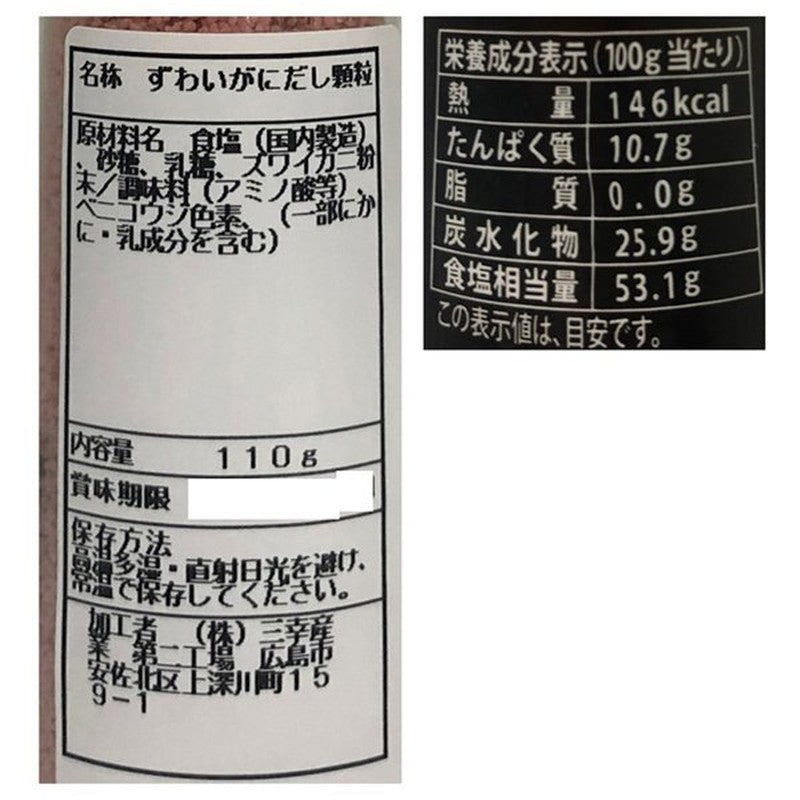 名称　ずわいがにだし顆粒
原材料名　食塩（国内製造）
、砂糖、乳糖、ズワイガニ粉
末／調味料（アミノ酸等）、
ベニコウジ色素、（一部にか
に・乳成分を含む）
内容量　110g
賞味期限
保存方法
高温多湿・直射日光を避け、
常温で保存してください。
加工者　（株）三幸産
業　第二工場　広島市
安佐北区上深川町15
9-1
栄養成分表示（100g当たり）
熱量　146kcal
たんぱく質　10.7g
脂質　0.0g
炭水化物　25.9g
食塩相当量　53.1g
この表示値は、目安です。